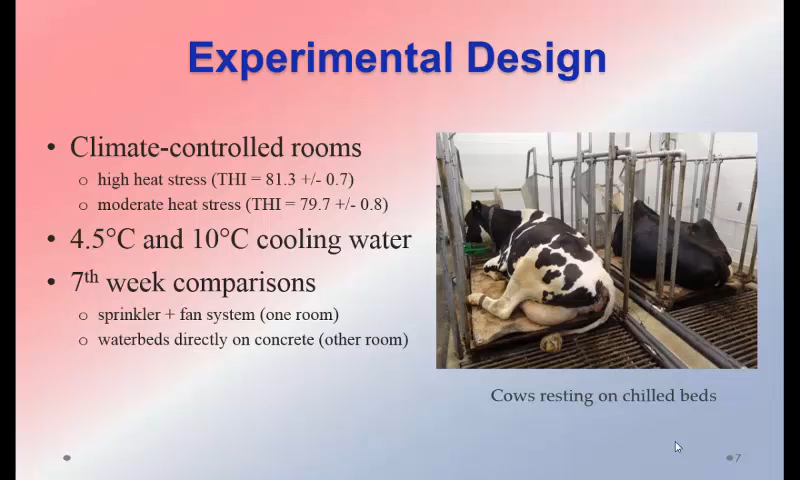 Experimental Design
• Climate-controlled rooms
o high heat stress (THI = 81.3 +/- 0.7)
o moderate heat stress (THI = 79.7 +/- 0.8)
• 4.5°C and 10°C cooling water
• 7th week comparisons
o sprinkler + fan system (one room)
o waterbeds directly on concrete (other room)
Cows resting on chilled beds
7